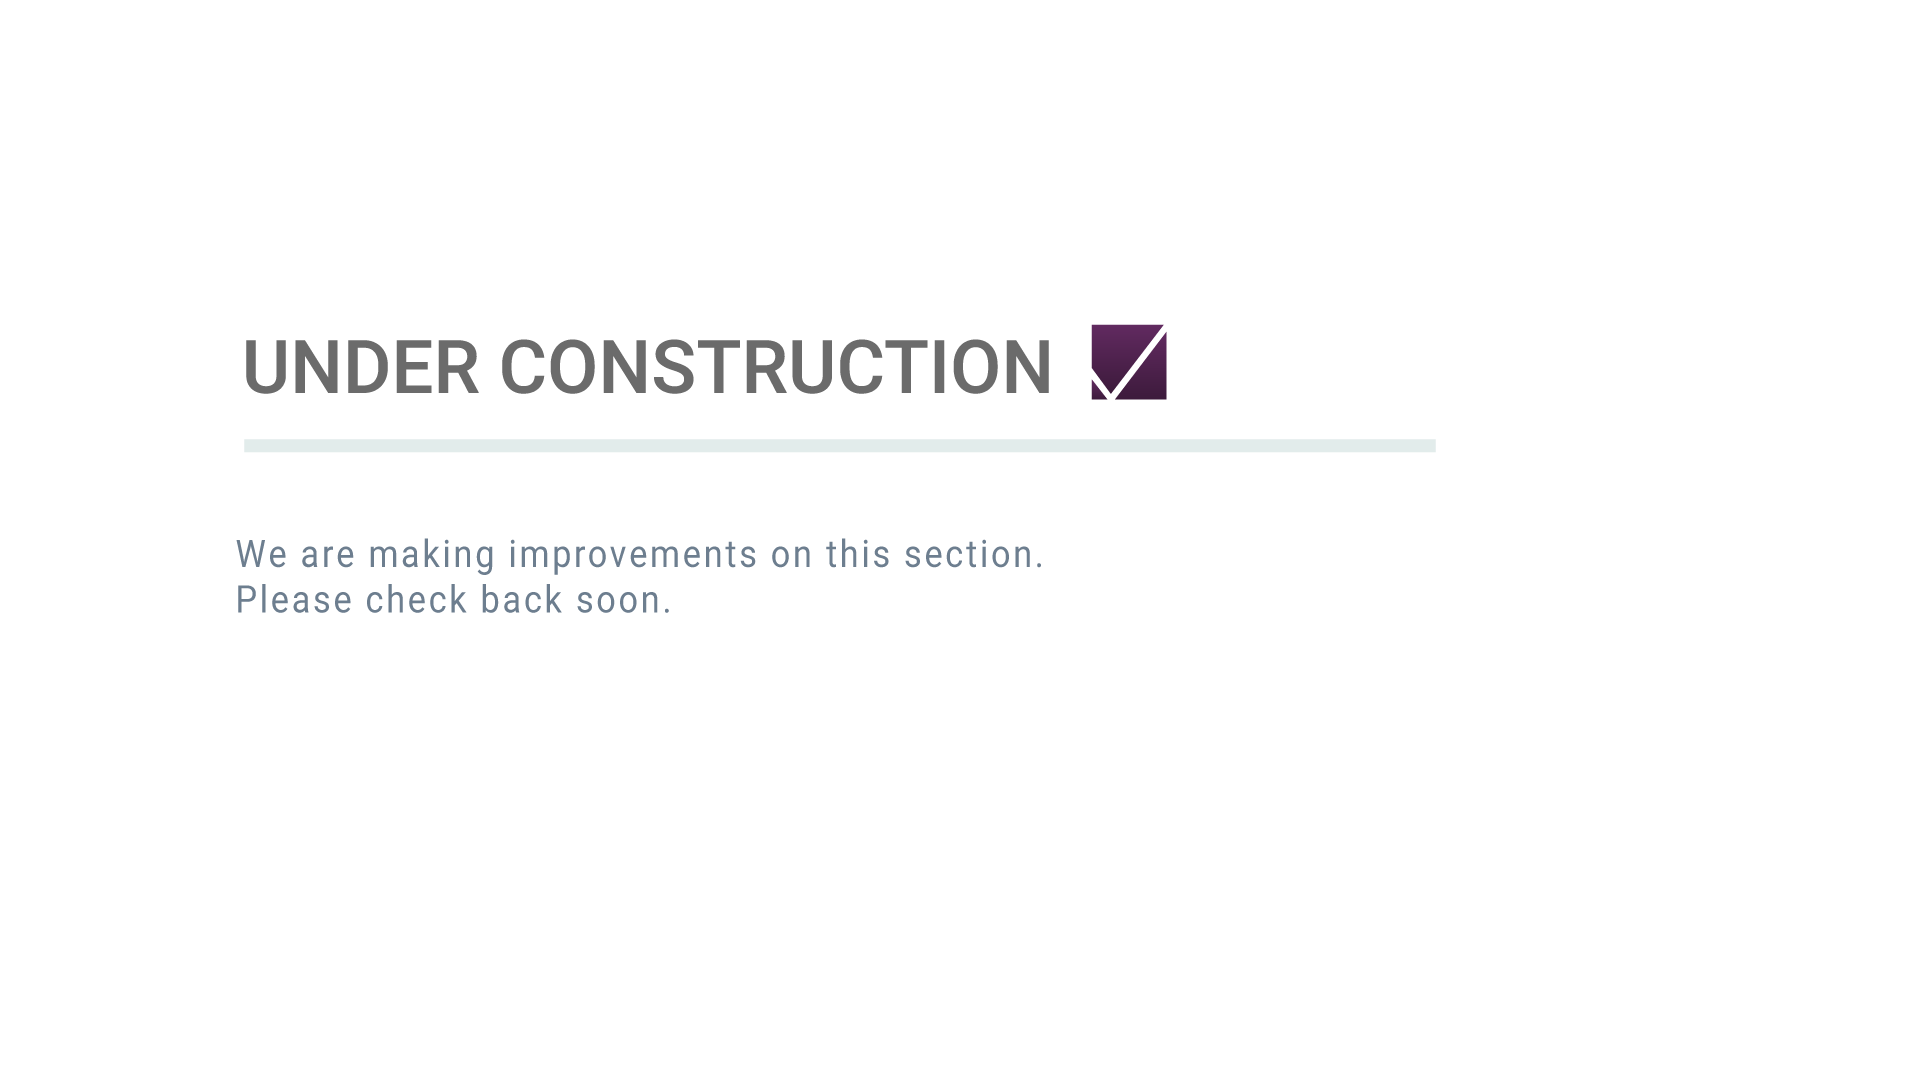 UNDER CONSTRUCTION
We are making improvements on this section.
Please check back soon.